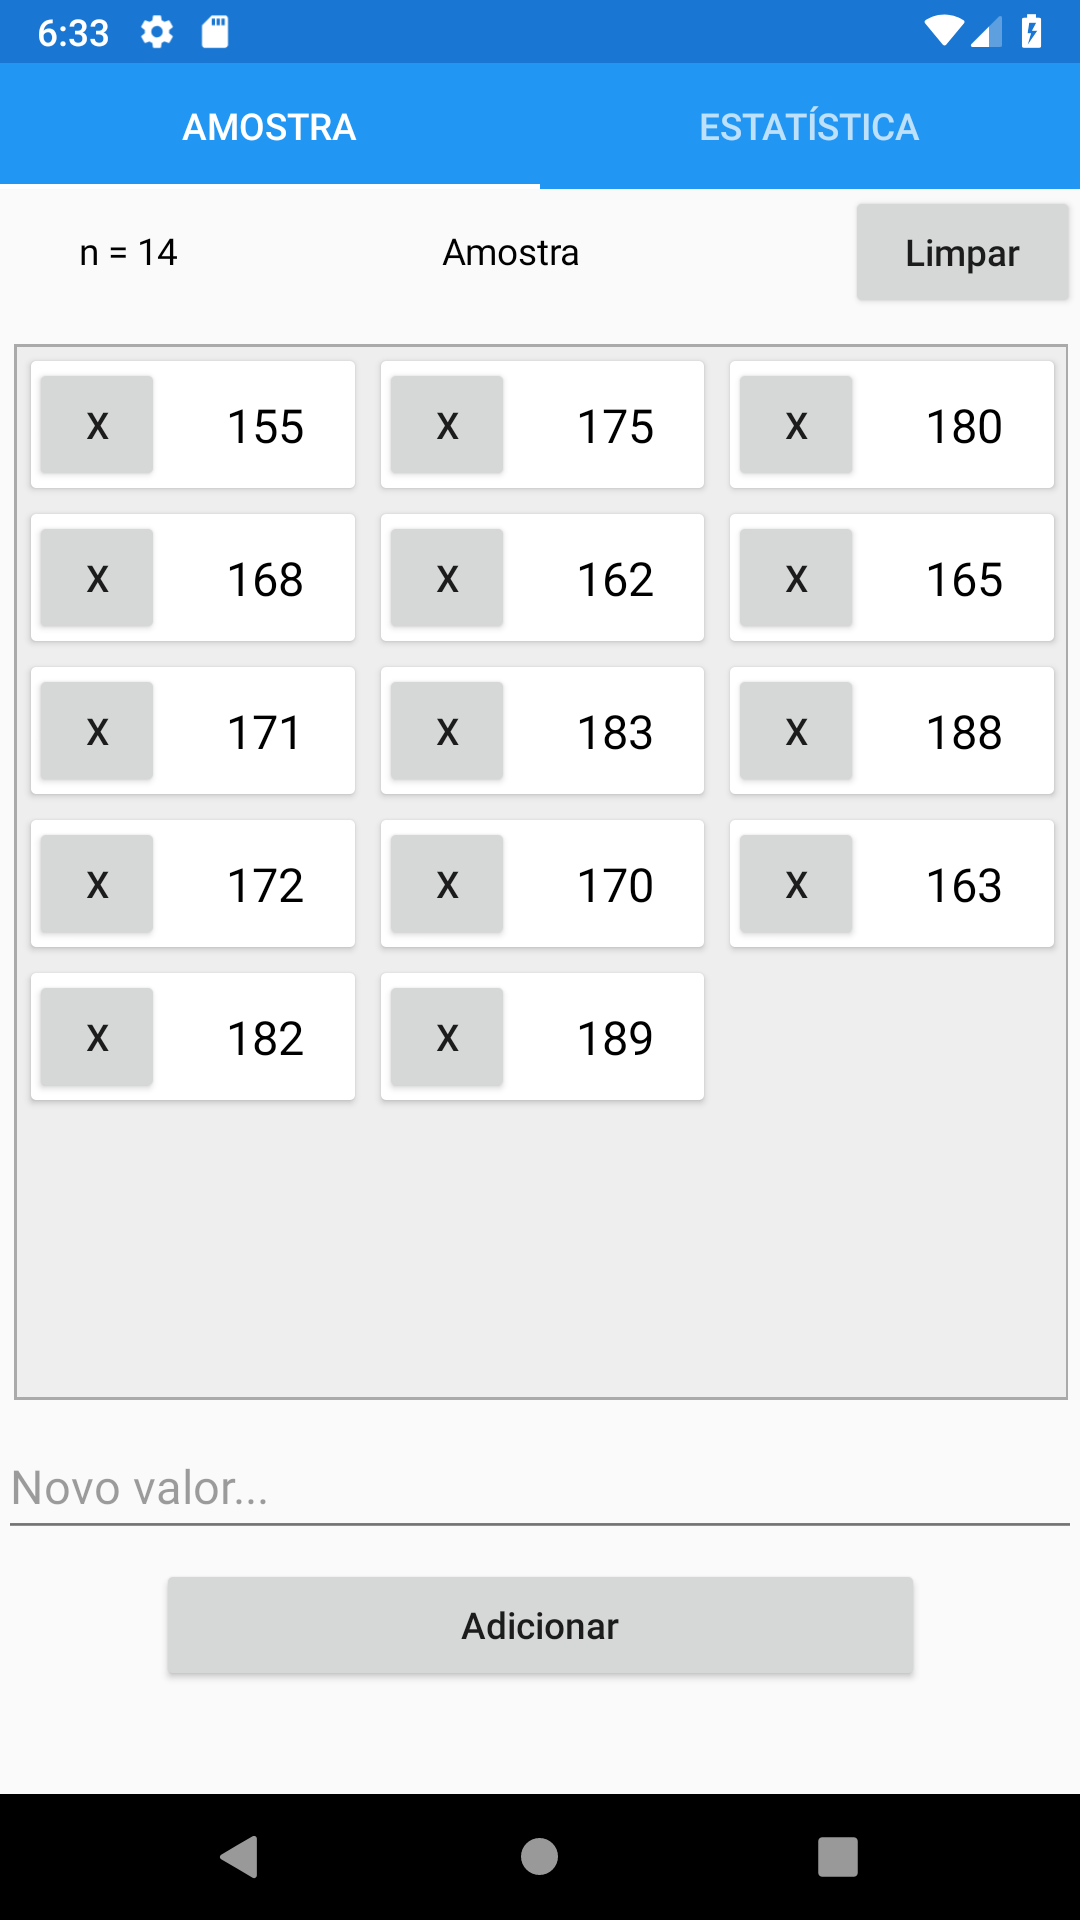 6:33
AMOSTRA ESTATÍSTICA
n = 14 Amostra Limpar
X 155 X 175 X 180
X 168 X 162 X 165
X 171 X 183 X 188
X 172 X 170 X 163
X 182 X 189
Novo valor...
Adicionar